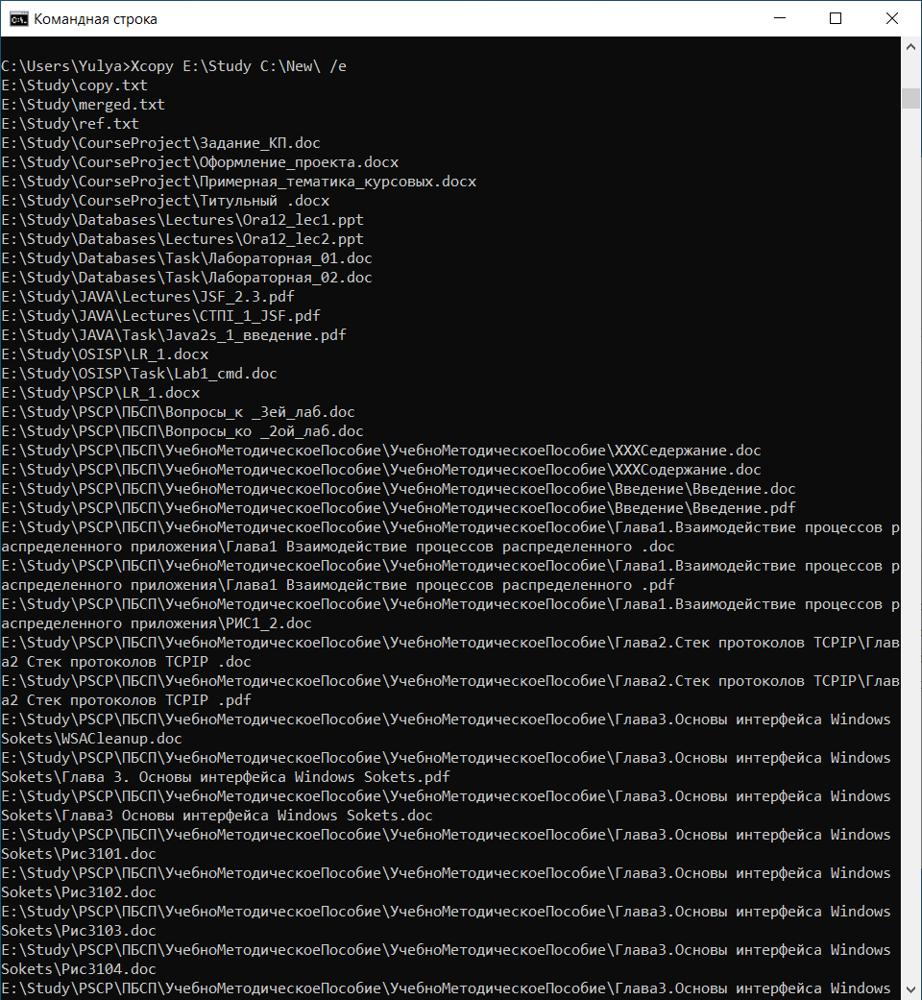 Командная строка
C:\Users\Yulya>Xcopy E:\Study C:\New\ /e
E:\Study\copy.txt
E:\Study\merged.txt
E:\Study\ref.txt
E:\Study\CourseProject\Задание_КП.doc
E:\Study\CourseProject\Оформление_проекта.docx
E:\Study\CourseProject\Примерная_тематика_курсовых.docx
E:\Study\CourseProject\Титульный .docx
E:\Study\Databases\Lectures\Ora12_lec1.ppt
E:\Study\Databases\Lectures\Ora12_lec2.ppt
E:\Study\Databases\Task\Лабораторная_01.doc
E:\Study\Databases\Task\Лабораторная_02.doc
E:\Study\JAVA\Lectures\JSF_2.3.pdf
E:\Study\JAVA\Lectures\СТПI_1_JSF.pdf
E:\Study\JAVA\Task\Java2s_1_введение.pdf
E:\Study\OSISP\LR_1.docx
E:\Study\OSISP\Task\Lab1_cmd.doc
E:\Study\PSCP\LR_1.docx
E:\Study\PSCP\ПБСП\Вопросы_к _3ей_лаб.doc
E:\Study\PSCP\ПБСП\Вопросы_ко _2ой_лаб.doc
E:\Study\PSCP\ПБСП\УчебноМетодическоеПособие\УчебноМетодическоеПособие\XXXСедержание.doc
E:\Study\PSCP\ПБСП\УчебноМетодическоеПособие\УчебноМетодическоеПособие\XXXСодержание.doc
E:\Study\PSCP\ПБСП\УчебноМетодическоеПособие\УчебноМетодическоеПособие\Введение\Введение.doc
E:\Study\PSCP\ПБСП\УчебноМетодическоеПособие\УчебноМетодическоеПособие\Введение\Введение.pdf
E:\Study\PSCP\ПБСП\УчебноМетодическоеПособие\УчебноМетодическоеПособие\Глава1.Взаимодействие процессов р
аспределенного приложения\Глава1 Взаимодействие процессов распределенного .doc
E:\Study\PSCP\ПБСП\УчебноМетодическоеПособие\УчебноМетодическоеПособие\Глава1.Взаимодействие процессов р
аспределенного приложения\Глава1 Взаимодействие процессов распределенного .pdf
E:\Study\PSCP\ПБСП\УчебноМетодическоеПособие\УчебноМетодическоеПособие\Глава1.Взаимодействие процессов р
аспределенного приложения\РИС1_2.doc
E:\Study\PSCP\ПБСП\УчебноМетодическоеПособие\УчебноМетодическоеПособие\Глава2.Стек протоколов TCPIP\Глав
а2 Стек протоколов TCPIP .doc
E:\Study\PSCP\ПБСП\УчебноМетодическоеПособие\УчебноМетодическоеПособие\Глава2.Стек протоколов TCPIP\Глав
а2 Стек протоколов TCPIP .pdf
E:\Study\PSCP\ПБСП\УчебноМетодическоеПособие\УчебноМетодическоеПособие\Глава3.Основы интерфейса Windows
Sokets\WSACleanup.doc
E:\Study\PSCP\ПБСП\УчебноМетодическоеПособие\УчебноМетодическоеПособие\Глава3.Основы интерфейса Windows
Sokets\Глава 3. Основы интерфейса Windows Sokets.pdf
E:\Study\PSCP\ПБСП\УчебноМетодическоеПособие\УчебноМетодическоеПособие\Глава3.Основы интерфейса Windows
Sokets\Глава3 Основы интерфейса Windows Sokets.doc
E:\Study\PSCP\ПБСП\УчебноМетодическоеПособие\УчебноМетодическоеПособие\Глава3.Основы интерфейса Windows
Sokets\Рис3101.doc
E:\Study\PSCP\ПБСП\УчебноМетодическоеПособие\УчебноМетодическоеПособие\Глава3.Основы интерфейса Windows
Sokets\Рис3102.doc
E:\Study\PSCP\ПБСП\УчебноМетодическоеПособие\УчебноМетодическоеПособие\Глава3.Основы интерфейса Windows
Sokets\Рис3103.doc
E:\Study\PSCP\ПБСП\УчебноМетодическоеПособие\УчебноМетодическоеПособие\Глава3.Основы интерфейса Windows
Sokets\Рис3104.doc
E:\Study\PSCP\ПБСП\УчебноМетодическоеПособие\УчебноМетодическоеПособие\Глава3.Основы интерфейса Windows